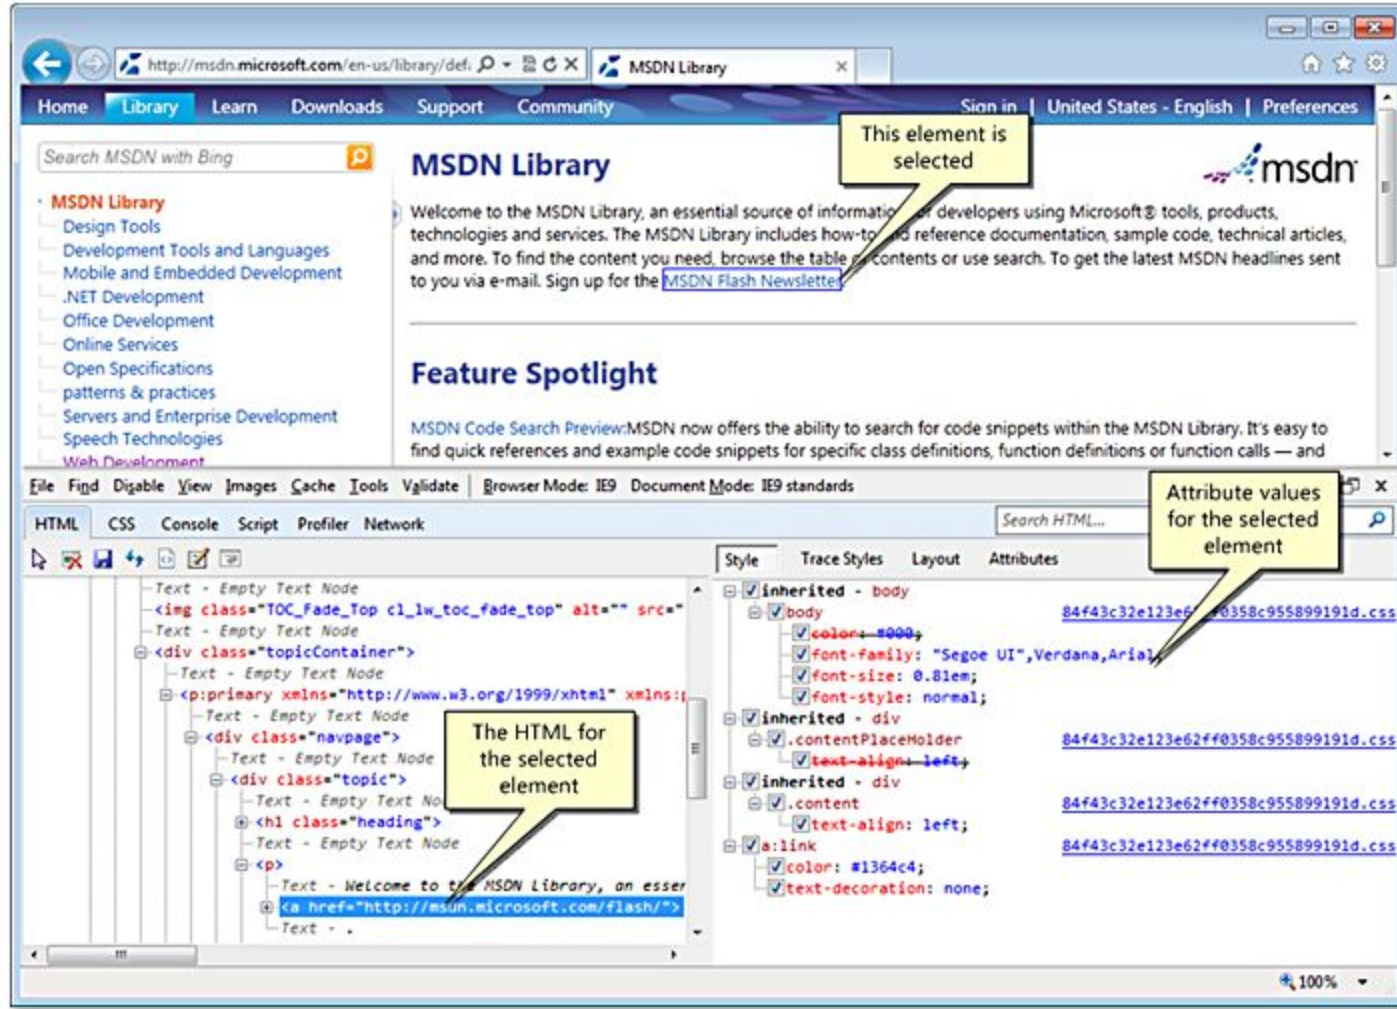 http://msdn.microsoft.com/en-us/library/def
MSDN Library
Home Library Learn Downloads Support Community Sign in | United States - English | Preferences
This element is
selected
Search MSDN with Bing
MSDN Library
msdn
MSDN Library
Design Tools
Development Tools and Languages
Mobile and Embedded Development
.NET Development
Office Development
Online Services
Open Specifications
patterns & practices
Servers and Enterprise Development
Speech Technologies
Web Development
Welcome to the MSDN Library, an essential source of information developers using Microsoft® tools, products,
technologies and services. The MSDN Library includes how-to reference documentation, sample code, technical articles,
and more. To find the content you need, browse the table contents or use search. To get the latest MSDN headlines sent
to you via e-mail. Sign up for the MSDN Flash Newsletter
Feature Spotlight
MSDN Code Search Preview:MSDN now offers the ability to search for code snippets within the MSDN Library. It's easy to
find quick references and example code snippets for specific class definitions, function definitions or function calls — and
File Find Disable View Images Cache Tools Validate | Browser Mode: IE9 Document Mode: IE9 standards
Attribute values
for the selected
element
HTML CSS Console Script Profiler Network
Search HTML...
Style Trace Styles Layout Attributes
Text - Empty Text Node
<img class="TOC_Fade_Top cl_lw_toc_fade_top" alt="" src="
Text - Empty Text Node
<div class="topicContainer">
Text - Empty Text Node
<p:primary xmlns="http://www.w3.org/1999/xhtml" xmlns:
Text - Empty Text Node
<div class="navpage">
Text - Empty Text Node
<div class="topic">
Text - Empty Text No
<h1 class="heading">
Text - Empty Text Node
<p>
Text - Welcome to the MSDN Library, an esser
<a href="http://msdn.microsoft.com/flash/">
Text - .
The HTML for
the selected
element
inherited - body
body 84f43c32e123e62ff0358c955899191d.css
color: #000;
font-family: "Segoe UI",Verdana,Arial
font-size: 0.81em;
font-style: normal;
inherited - div
.contentPlaceHolder 84f43c32e123e62ff0358c955899191d.css
text-align: left;
inherited - div
.content 84f43c32e123e62ff0358c955899191d.css
text-align: left;
a:link 84f43c32e123e62ff0358c955899191d.css
color: #1364c4;
text-decoration: none;
100%